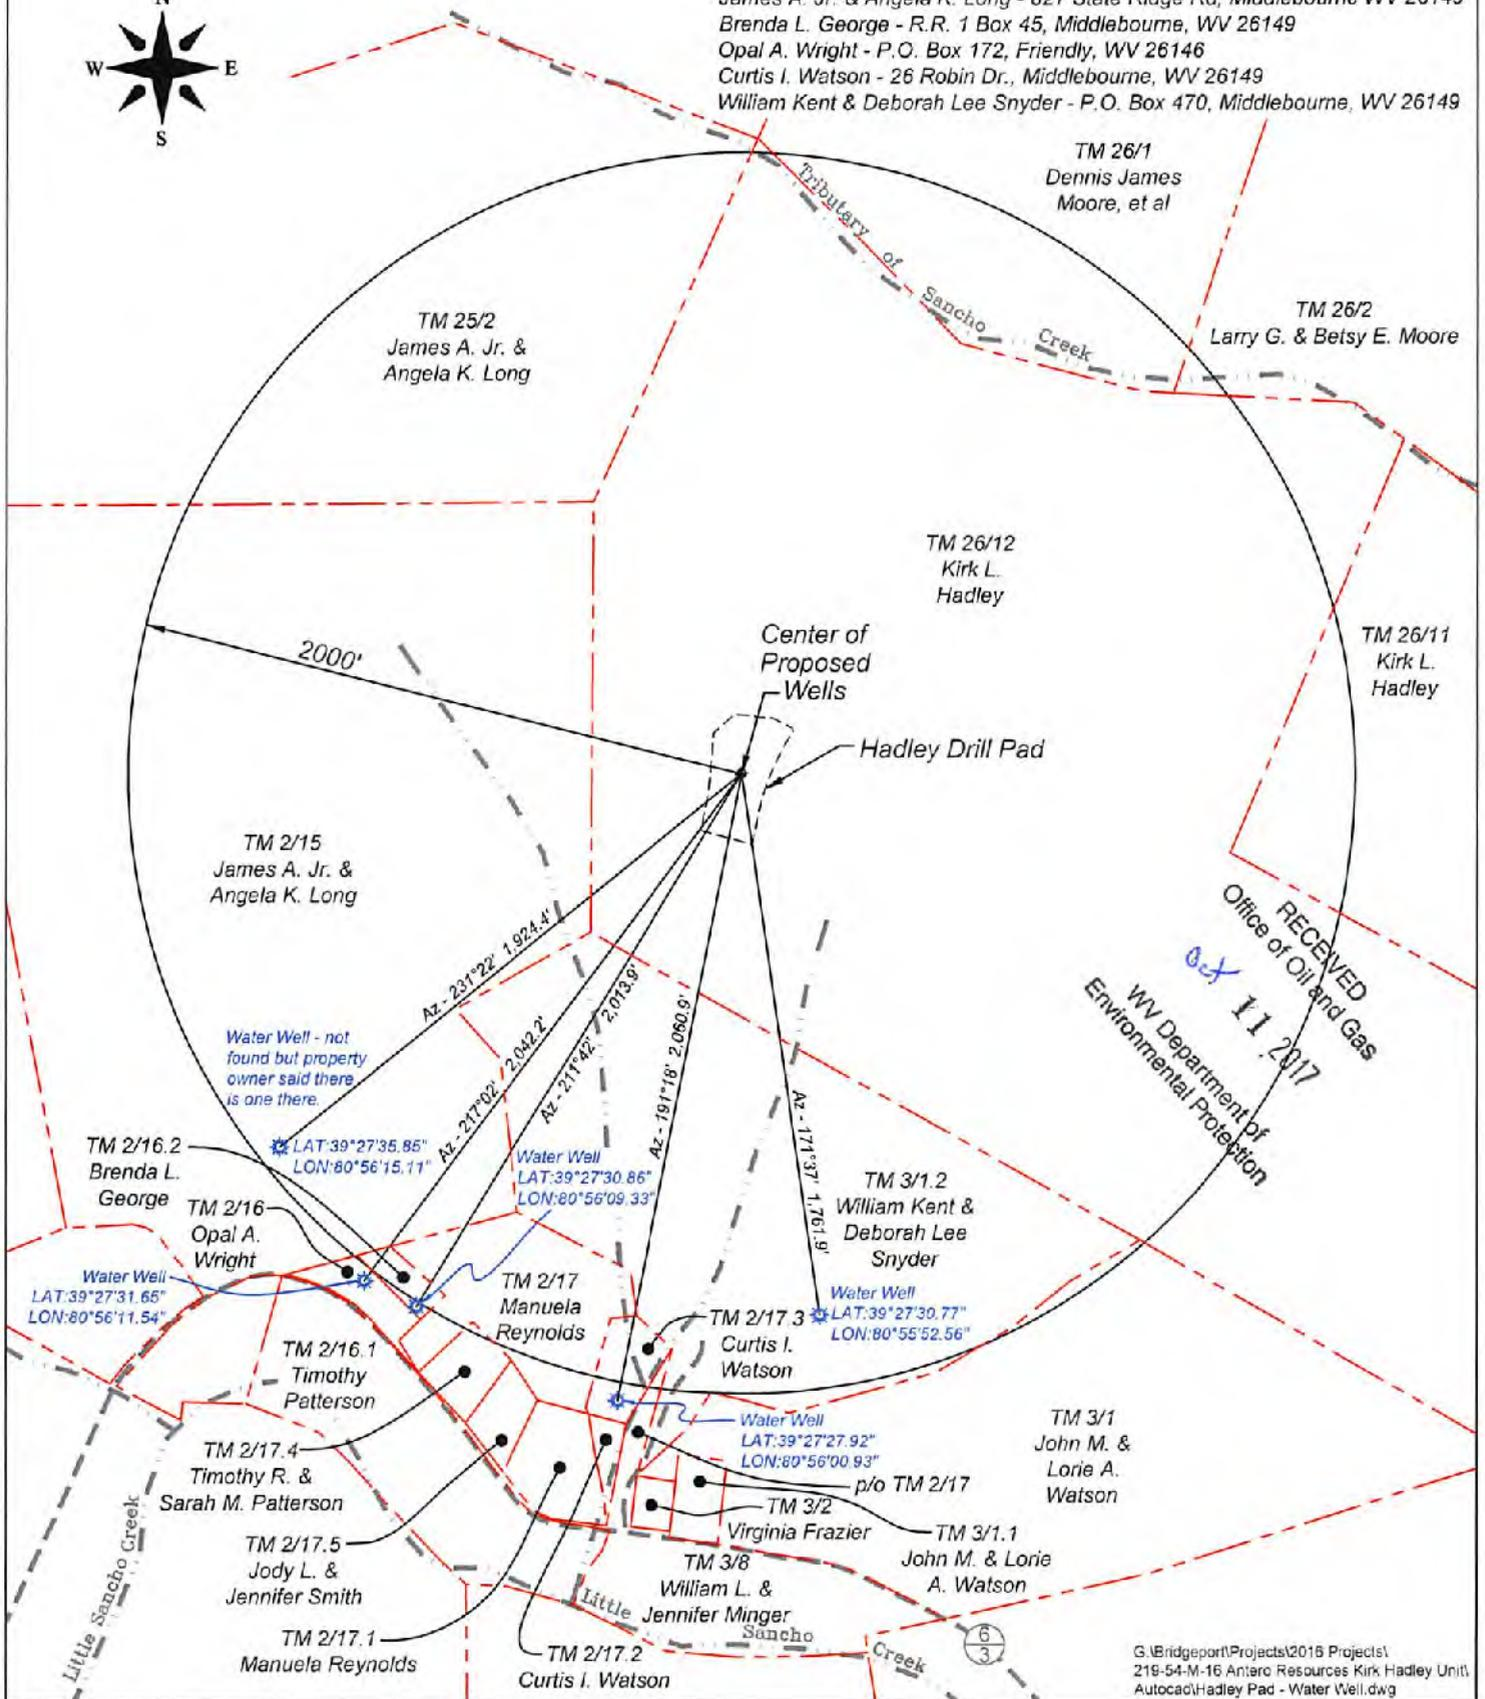 N
W
E
S
James A. Jr. & Angela K. Long - 827 State Ridge Rd, Middlebourne WV 26149
Brenda L. George - R.R. 1 Box 45, Middlebourne, WV 26149
Opal A. Wright - P.O. Box 172, Friendly, WV 26146
Curtis I. Watson - 26 Robin Dr., Middlebourne, WV 26149
William Kent & Deborah Lee Snyder - P.O. Box 470, Middlebourne, WV 26149
TM 26/1
Dennis James
Moore, et al
Tributary of Sancho Creek
TM 25/2
James A. Jr. &
Angela K. Long
TM 26/2
Larry G. & Betsy E. Moore
TM 26/12
Kirk L.
Hadley
TM 26/11
Kirk L.
Hadley
2000'
Center of
Proposed
Wells
Hadley Drill Pad
TM 2/15
James A. Jr. &
Angela K. Long
RECEIVED
Office of Oil and Gas
Oct 11 2017
WV Department of
Environmental Protection
Az - 231°22' 1,924.4'
Az - 217°02' 2,042.2'
Az - 211°42' 2,013.9'
Az - 191°18' 2,060.9'
Az - 171°37' 1,761.9'
Water Well - not
found but property
owner said there
is one there.
LAT:39°27'35.85"
LON:80°56'15.11"
Water Well
LAT:39°27'30.86"
LON:80°56'09.33"
TM 2/16.2
Brenda L.
George
TM 2/16
Opal A.
Wright
Water Well
LAT:39°27'31.65"
LON:80°56'11.54"
TM 3/1.2
William Kent &
Deborah Lee
Snyder
TM 2/17
Manuela
Reynolds
Water Well
LAT:39°27'30.77"
LON:80°55'52.56"
TM 2/17.3
Curtis I.
Watson
TM 2/16.1
Timothy
Patterson
Water Well
LAT:39°27'27.92"
LON:80°56'00.93"
TM 3/1
John M. &
Lorie A.
Watson
TM 2/17.4
Timothy R. &
Sarah M. Patterson
p/o TM 2/17
TM 3/2
Virginia Frazier
TM 3/1.1
John M. & Lorie
A. Watson
TM 2/17.5
Jody L. &
Jennifer Smith
TM 3/8
William L. &
Jennifer Minger
Little Sancho Creek
Little Sancho Creek
TM 2/17.1
Manuela Reynolds
TM 2/17.2
Curtis I. Watson
6
3
G:\Bridgeport\Projects\2016 Projects\
219-54-M-16 Antero Resources Kirk Hadley Unit\
Autocad\Hadley Pad - Water Well.dwg